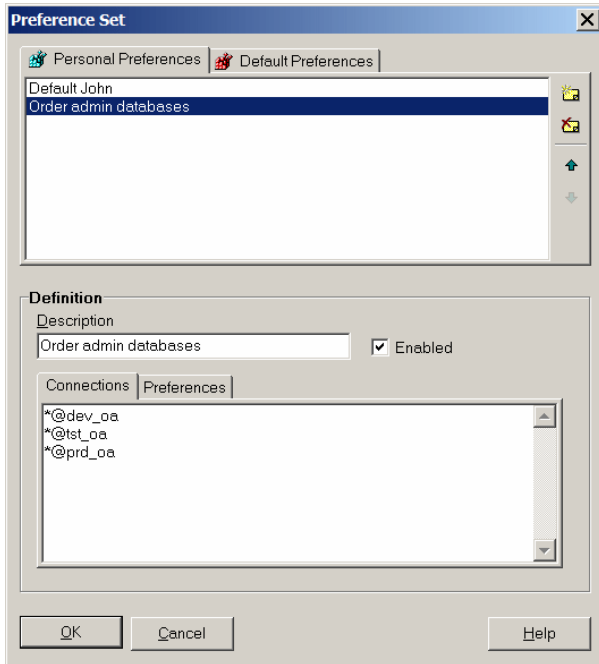 Preference Set
Personal Preferences Default Preferences
Default John
Order admin databases
Definition
Description
Order admin databases Enabled
Connections Preferences
*@dev_oa
*@tst_oa
*@prd_oa
OK Cancel Help